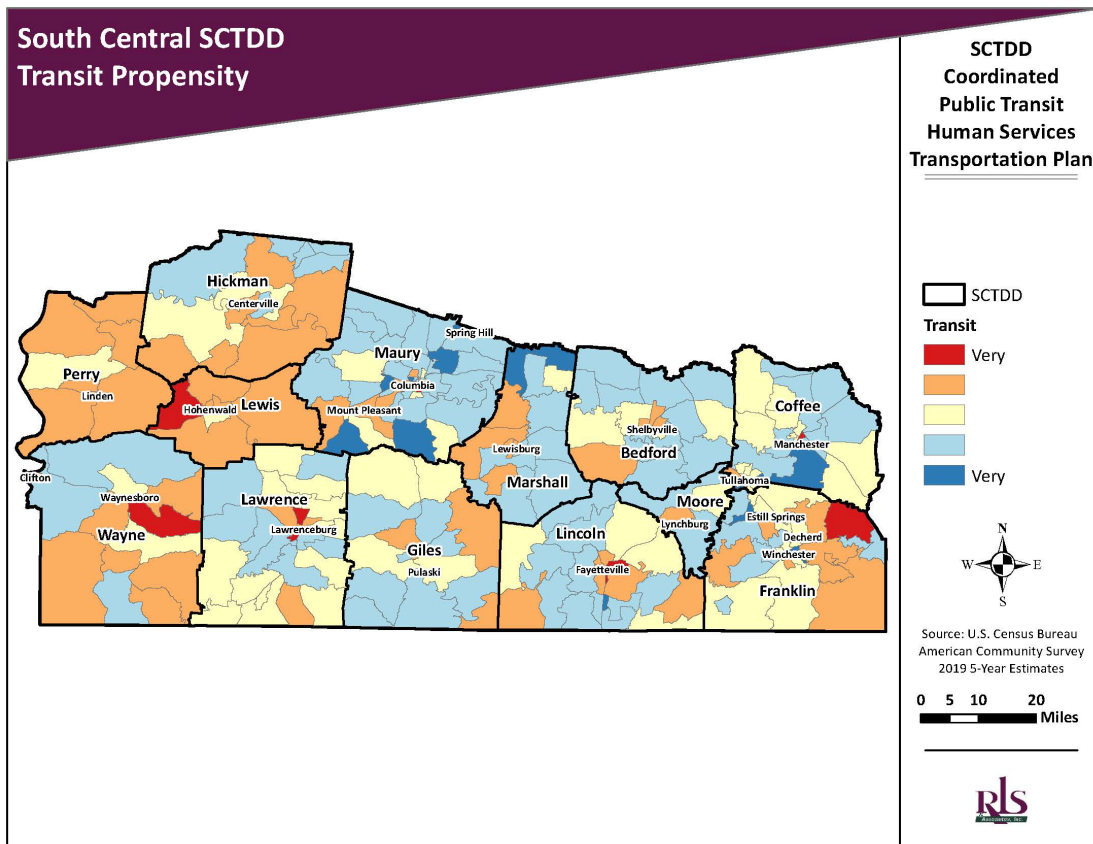 South Central SCTDD
Transit Propensity
SCTDD
Coordinated
Public Transit
Human Services
Transportation Plan
SCTDD
Transit
Very
Very
N
W
E
S
Source: U.S. Census Bureau
American Community Survey
2019 5-Year Estimates
0 5 10 20
Miles
RLS
& Associates, Inc.
Hickman
Centerville
Spring Hill
Maury
Perry
Columbia
Linden
Hohenwald
Lewis
Mount Pleasant
Coffee
Shelbyville
Manchester
Lewisburg
Bedford
Clifton
Tullahoma
Marshall
Waynesboro
Lawrence
Moore
Estill Springs
Lynchburg
Lawrenceburg
Wayne
Lincoln
Decherd
Giles
Winchester
Pulaski
Fayetteville
Franklin